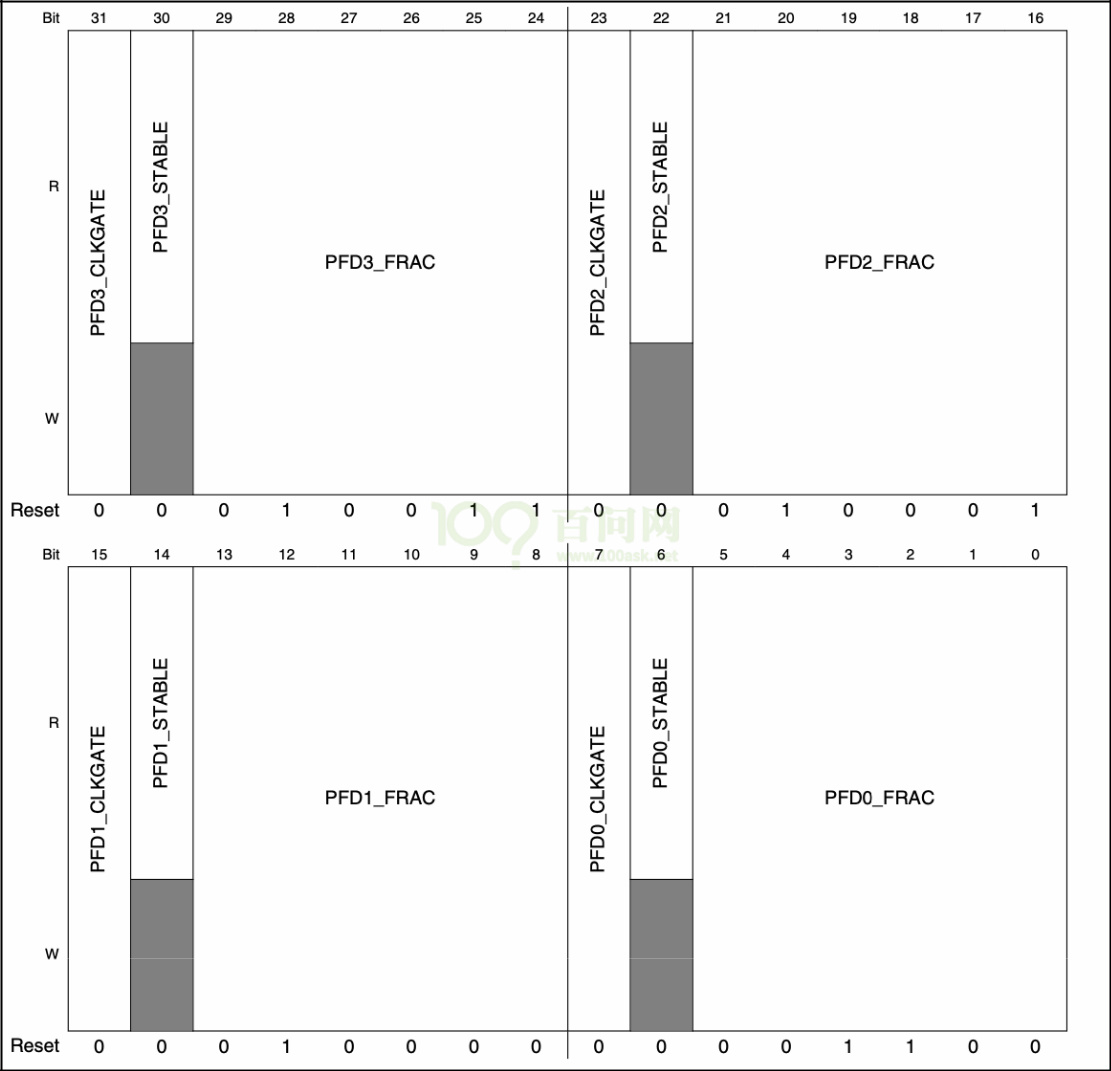 Bit 31 30 29 28 27 26 25 24 23 22 21 20 19 18 17 16
R
W
PFD3_CLKGATE
PFD3_STABLE
PFD3_FRAC
PFD2_CLKGATE
PFD2_STABLE
PFD2_FRAC
Reset 0 0 0 1 0 0 1 1 0 0 0 1 0 0 0 1
100? 百问网
www.100ask.net
Bit 15 14 13 12 11 10 9 8 7 6 5 4 3 2 1 0
R
W
PFD1_CLKGATE
PFD1_STABLE
PFD1_FRAC
PFD0_CLKGATE
PFD0_STABLE
PFD0_FRAC
Reset 0 0 0 1 0 0 0 0 0 0 0 0 1 1 0 0